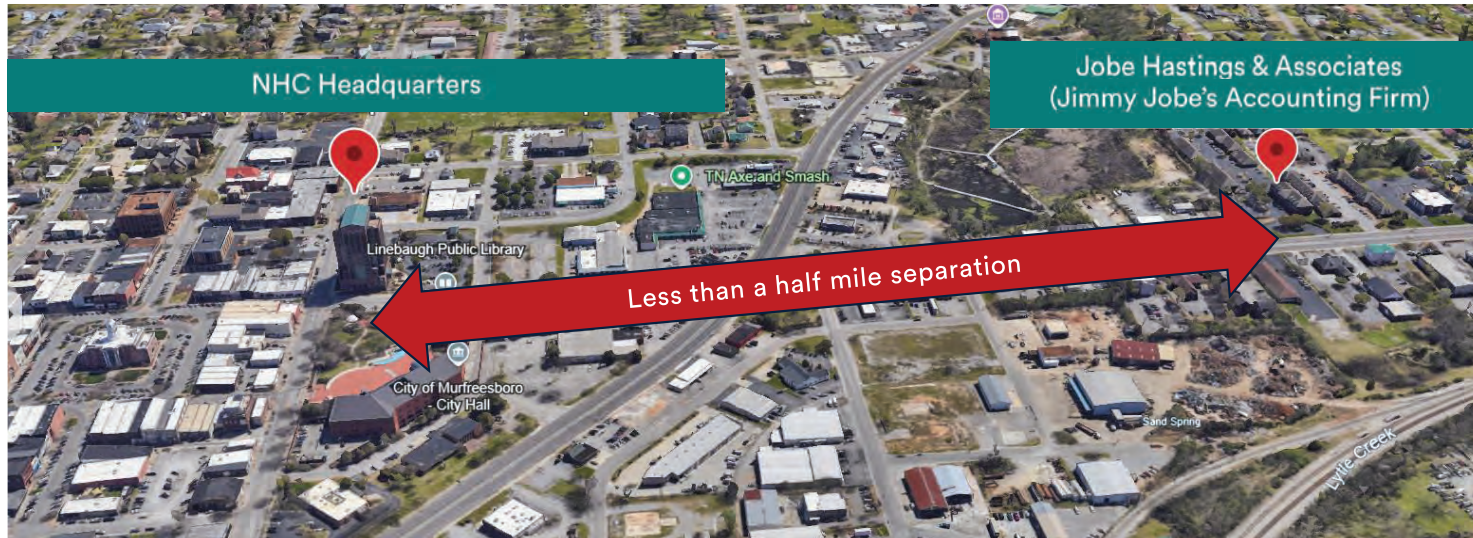 NHC Headquarters
Jobe Hastings & Associates
(Jimmy Jobe's Accounting Firm)
TN Axe and Smash
Linebaugh Public Library
Less than a half mile separation
City of Murfreesboro
City Hall
Sand Spring
Lytle Creek